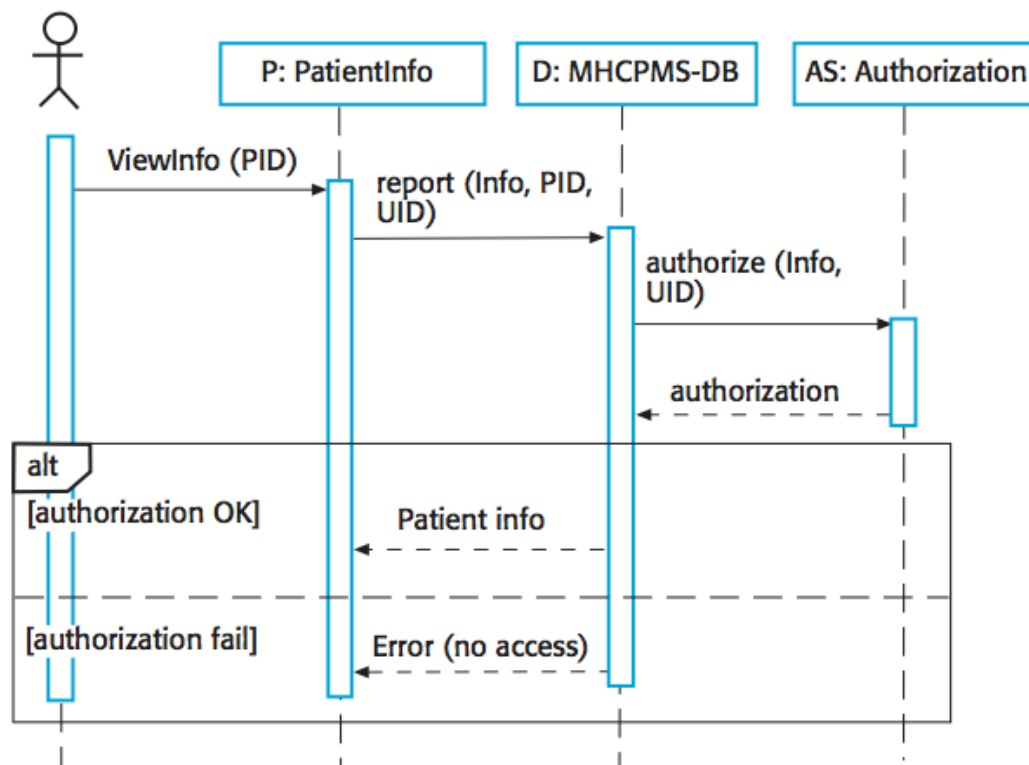 P: PatientInfo
D: MHCPMS-DB
AS: Authorization
ViewInfo (PID)
report (Info, PID,
UID)
authorize (Info,
UID)
authorization
alt
[authorization OK]
Patient info
[authorization fail]
Error (no access)